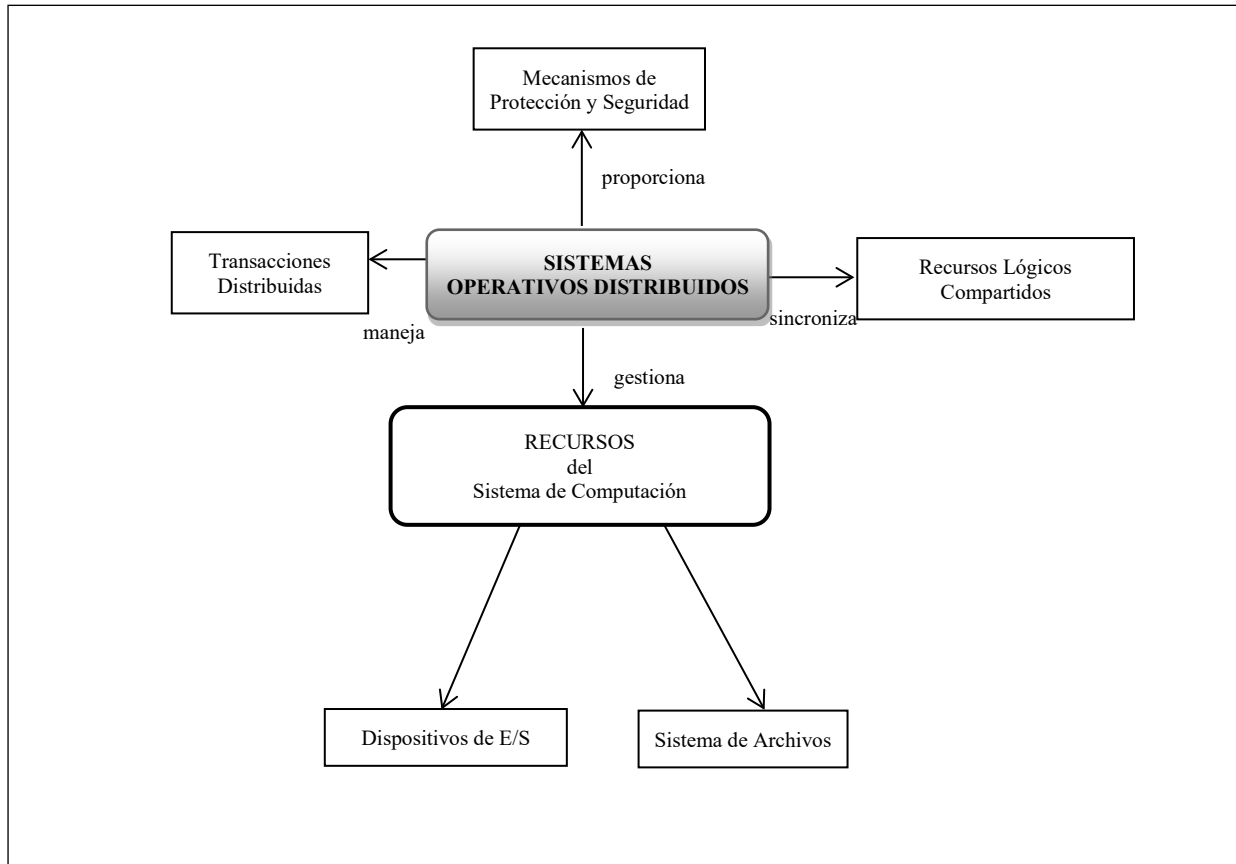 Mecanismos de
Protección y Seguridad
proporciona
Transacciones
Distribuidas
SISTEMAS
OPERATIVOS DISTRIBUIDOS
Recursos Lógicos
Compartidos
maneja
sincroniza
gestiona
RECURSOS
del
Sistema de Computación
Dispositivos de E/S
Sistema de Archivos